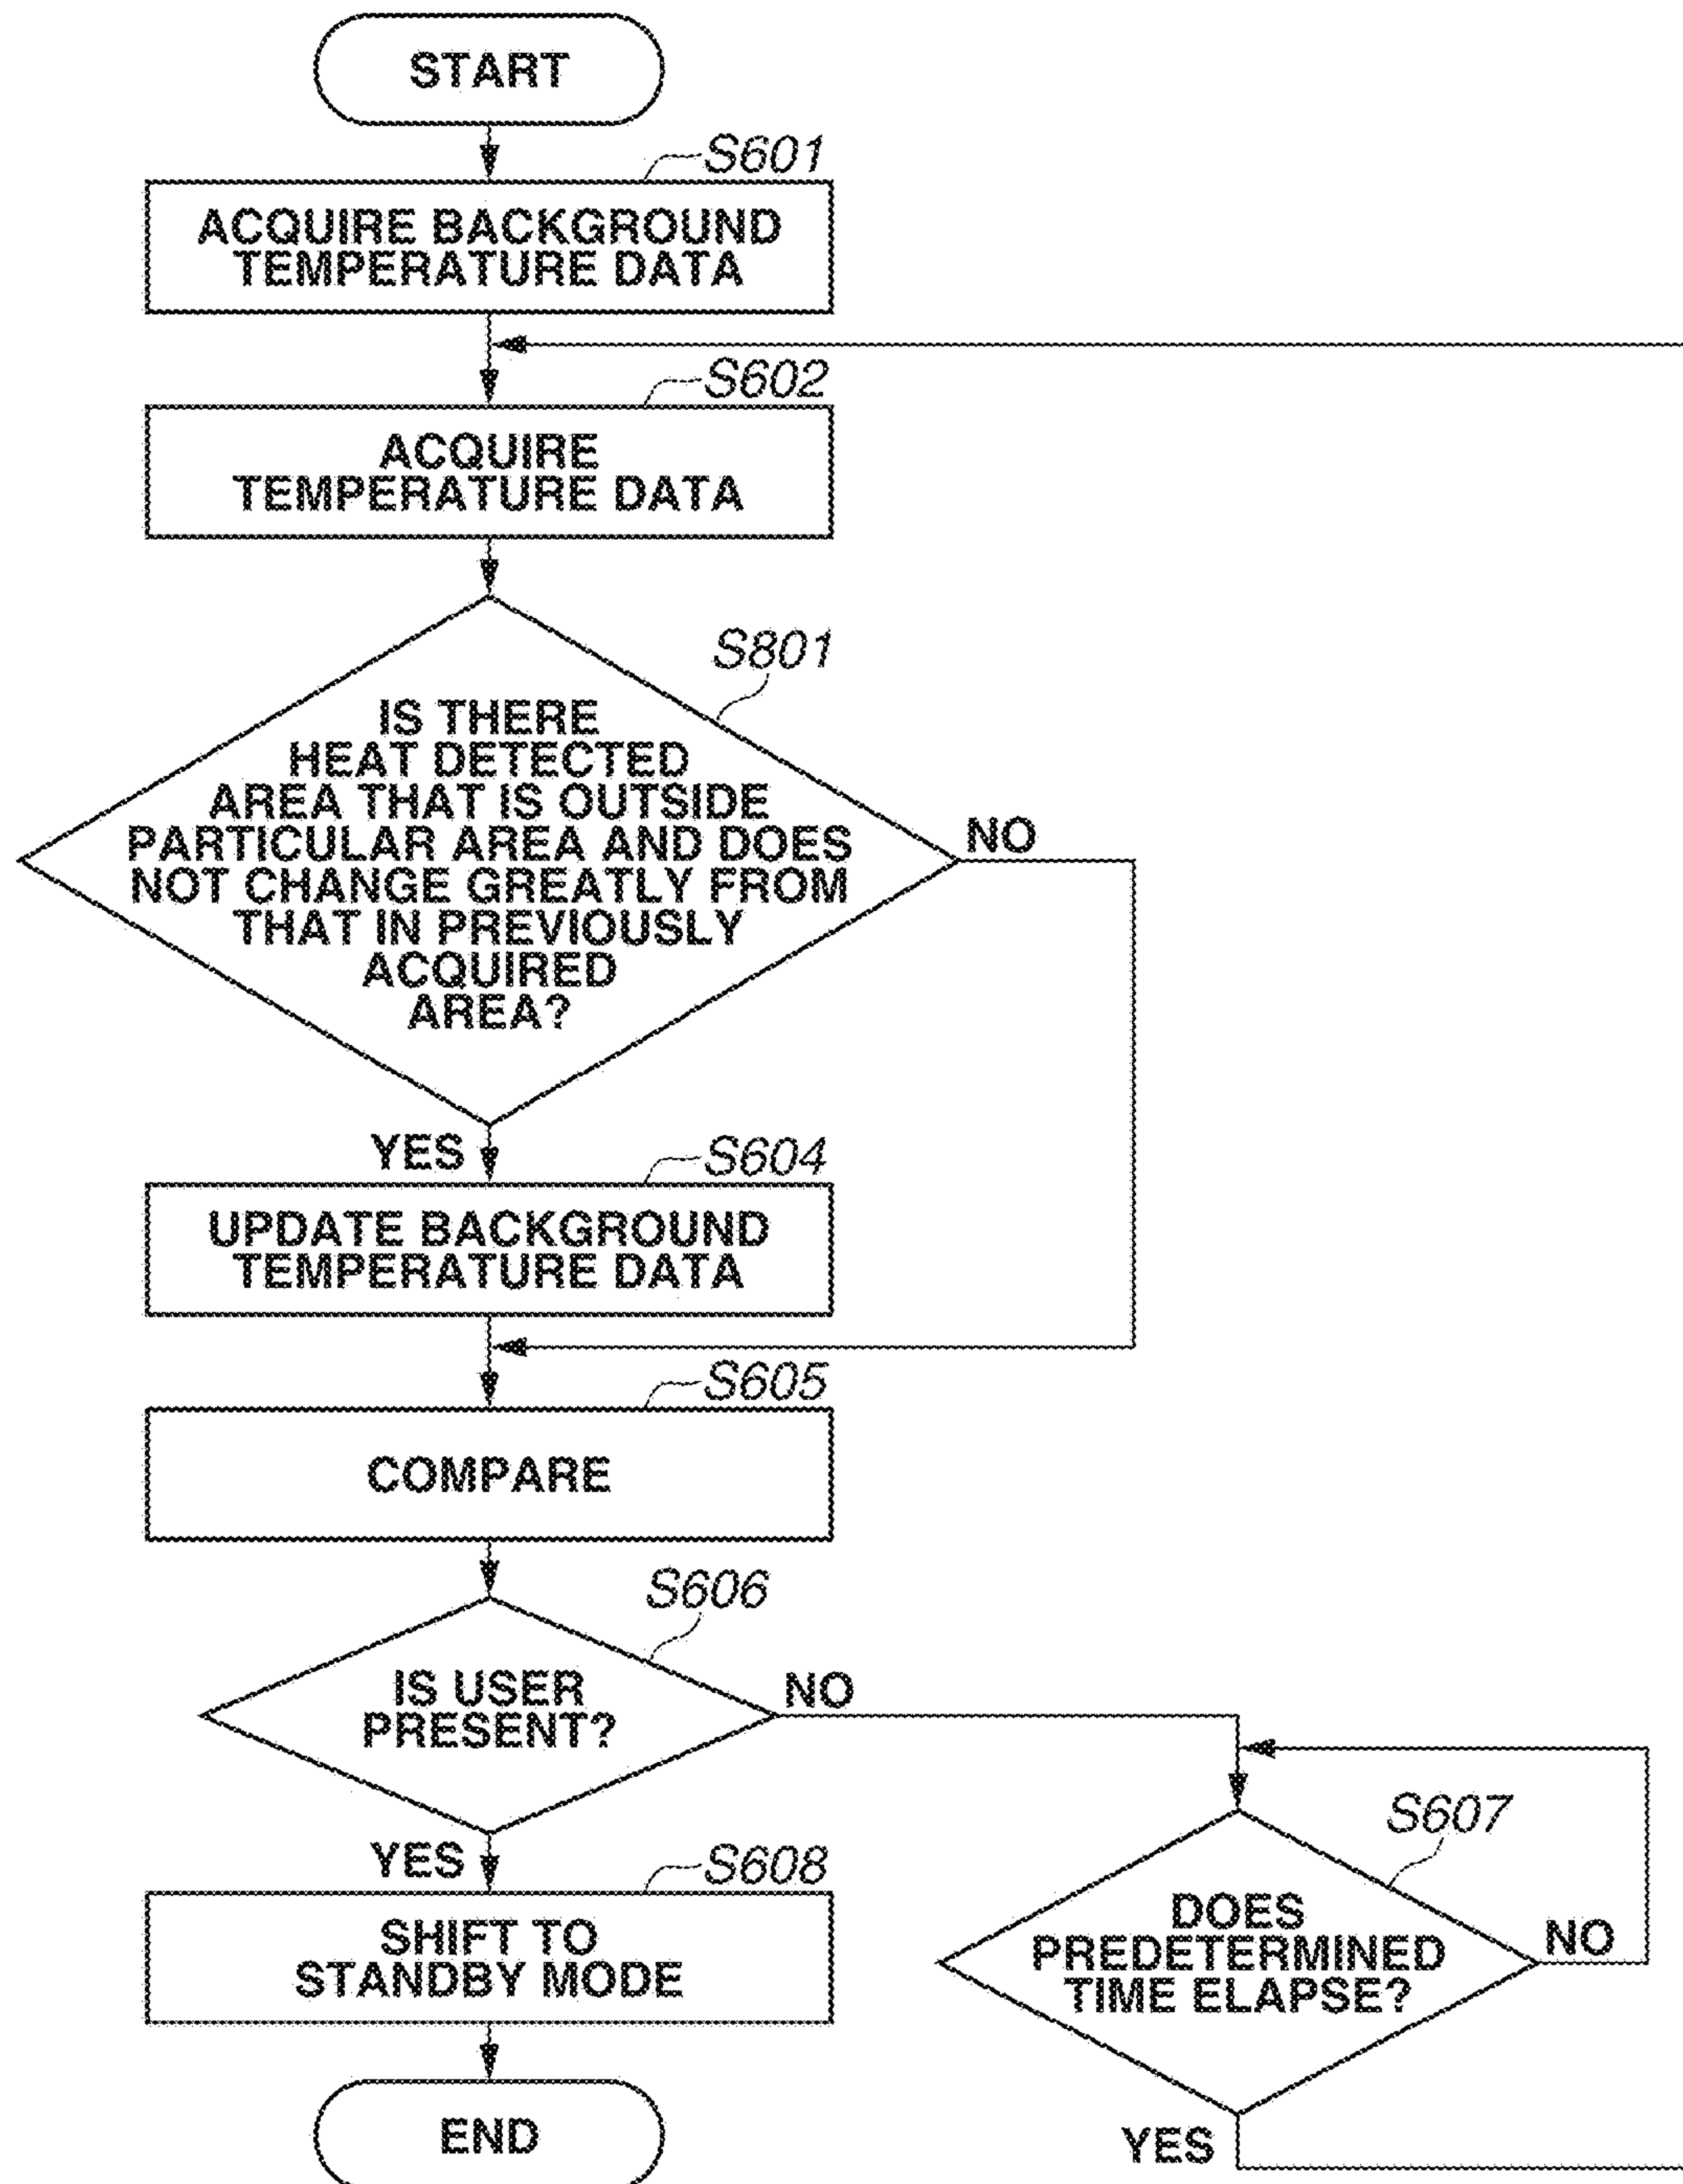 START
S601
ACQUIRE BACKGROUND
TEMPERATURE DATA
S602
ACQUIRE
TEMPERATURE DATA
S801
IS THERE
HEAT DETECTED
AREA THAT IS OUTSIDE
PARTICULAR AREA AND DOES
NOT CHANGE GREATLY FROM
THAT IN PREVIOUSLY
ACQUIRED
AREA?
NO
YES
S604
UPDATE BACKGROUND
TEMPERATURE DATA
S605
COMPARE
S606
IS USER
PRESENT?
NO
YES
S608
SHIFT TO
STANDBY MODE
S607
DOES
PREDETERMINED
TIME ELAPSE?
NO
YES
END